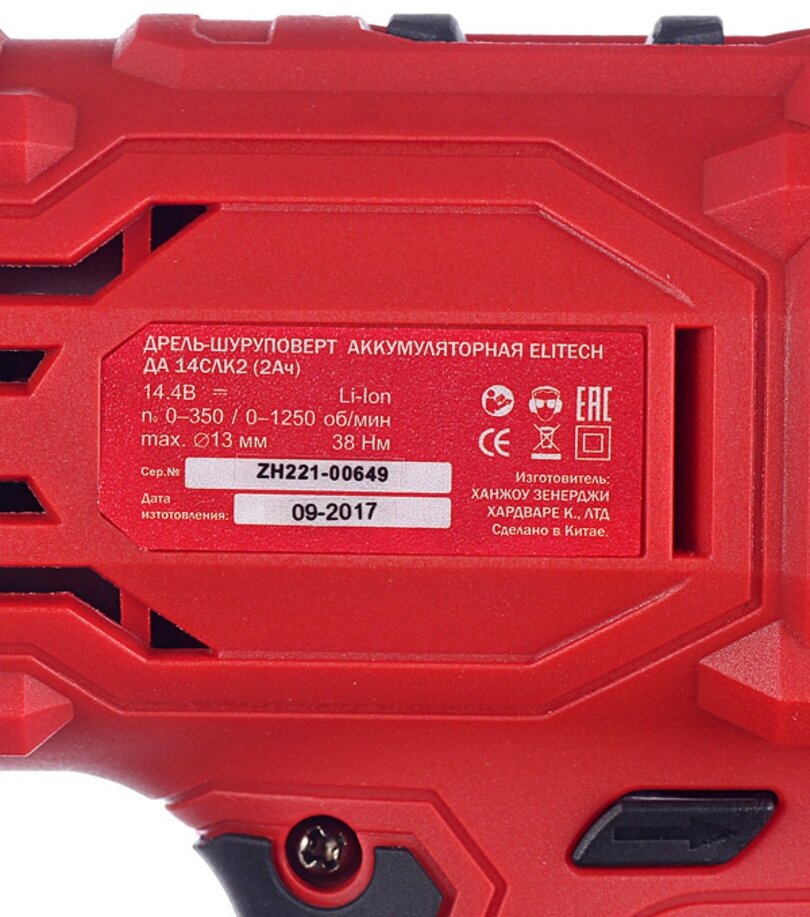 ДРЕЛЬ-ШУРУПОВЕРТ АККУМУЛЯТОРНАЯ ELITECH
ДА 14СЛК2 (2Ач)
14.4В ⎓ Li-Ion
n₀ 0–350 / 0–1250 об/мин
max. ∅13 мм 38 Нм
Сер.№ ZH221-00649
Дата
изготовления: 09-2017
EAC
CE
Изготовитель:
ХАНЖОУ ЗЕНЕРДЖИ
ХАРДВАРЕ К., ЛТД
Сделано в Китае.